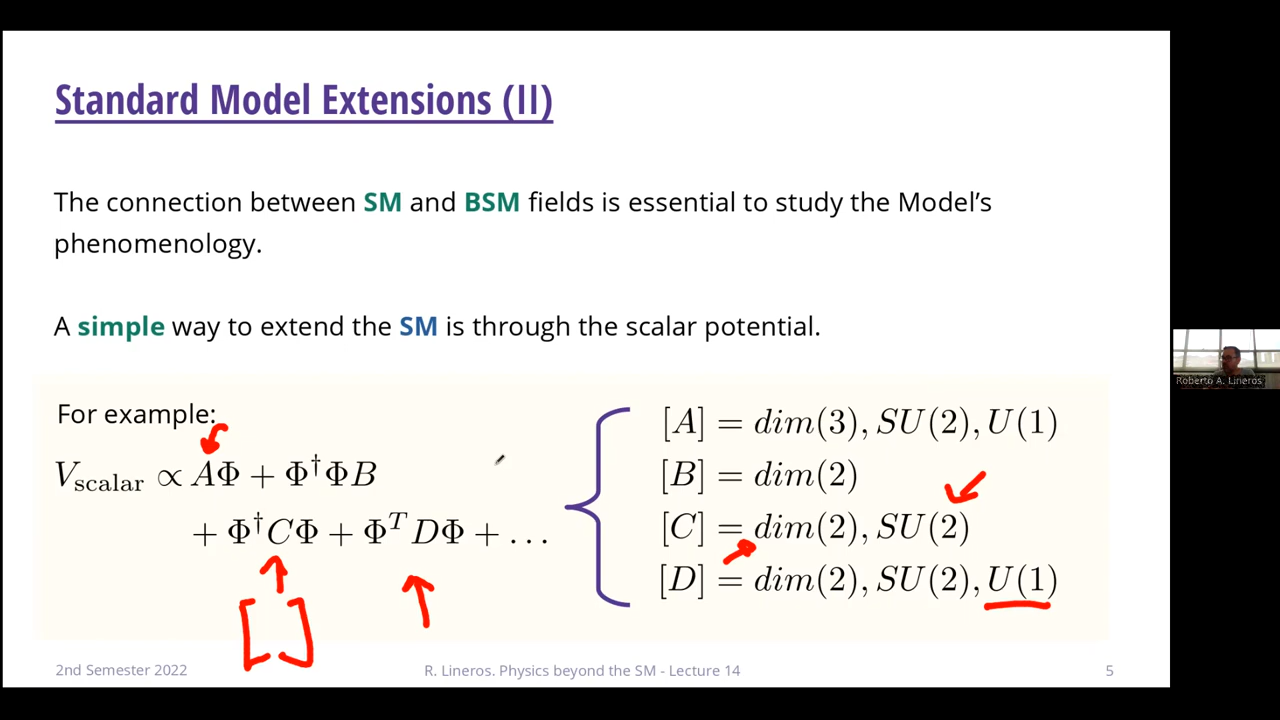 Standard Model Extensions (II)
The connection between SM and BSM fields is essential to study the Model's
phenomenology.
A simple way to extend the SM is through the scalar potential.
For example:
V_scalar ∝ AΦ + Φ†ΦB
+ Φ†CΦ + Φ^T DΦ + ...
[A] = dim(3), SU(2), U(1)
[B] = dim(2)
[C] = dim(2), SU(2)
[D] = dim(2), SU(2), U(1)
2nd Semester 2022
R. Lineros. Physics beyond the SM - Lecture 14
5
Roberto A. Lineros